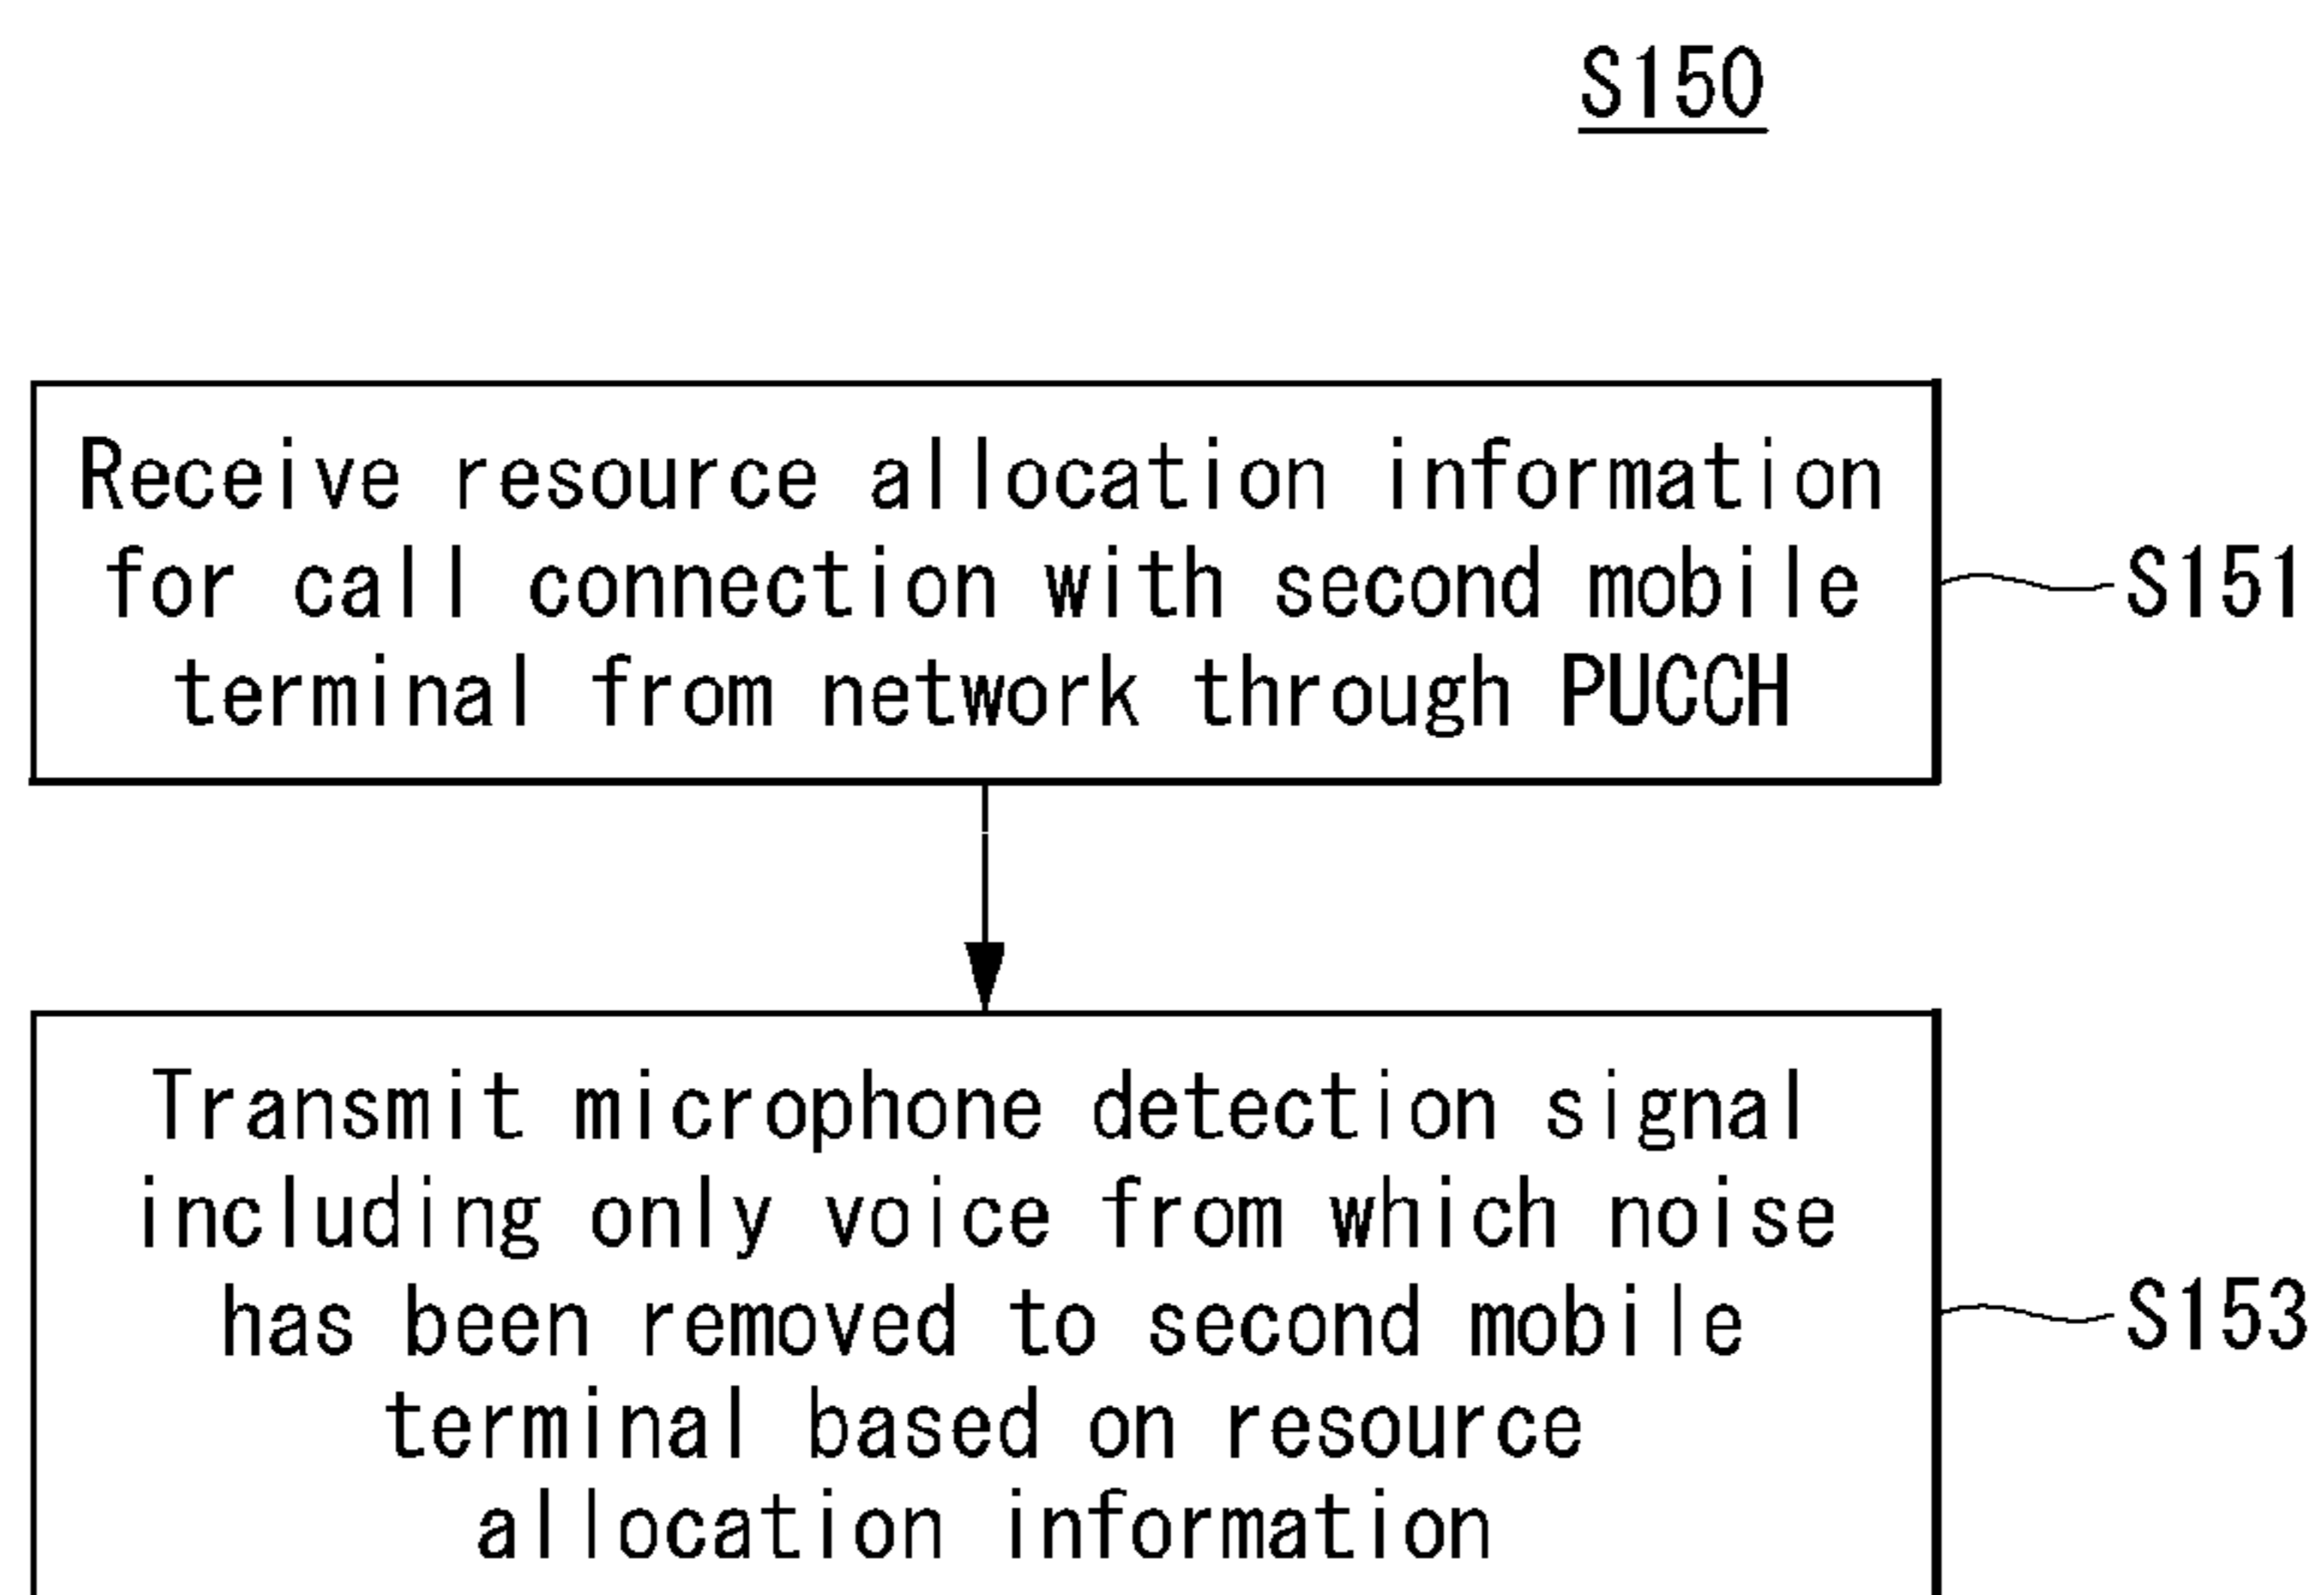 S150
Receive resource allocation information
for call connection with second mobile
terminal from network through PUCCH
S151
Transmit microphone detection signal
including only voice from which noise
has been removed to second mobile
terminal based on resource
allocation information
S153